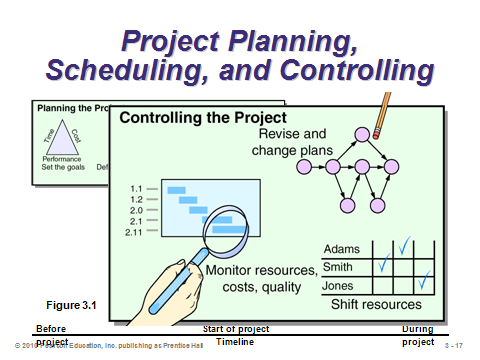 Project Planning,
Scheduling, and Controlling
Planning the Pro
Time
Cost
Performance
Set the goals
Def
Controlling the Project
Revise and
change plans
1.1
1.2
2.0
2.1
2.11
Monitor resources,
costs, quality
Adams
Smith
Jones
Shift resources
Figure 3.1
Before
project
Start of project
Timeline
During
project
© 2010 Pearson Education, Inc. publishing as Prentice Hall
3 - 17